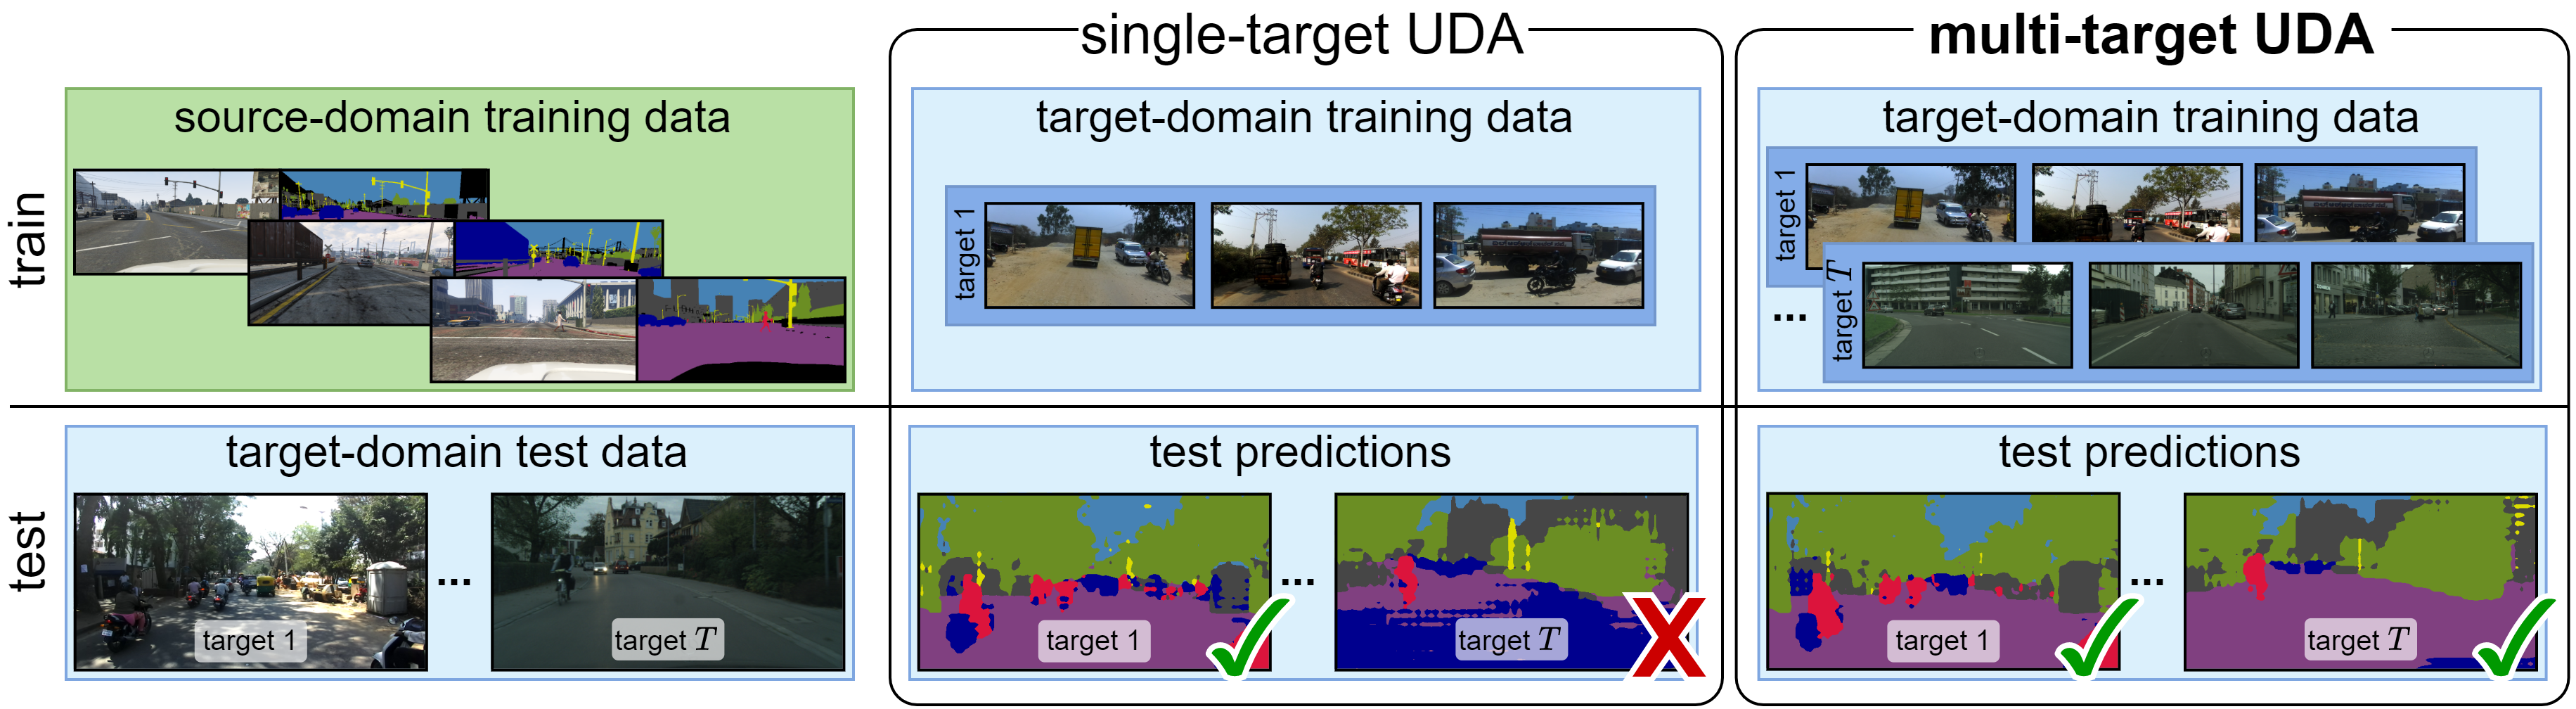 single-target UDA
multi-target UDA
train
source-domain training data
target-domain training data
target 1
target-domain training data
target 1
...
target T
test
target-domain test data
target 1
...
target T
test predictions
target 1
...
target T
X
test predictions
target 1
...
target T